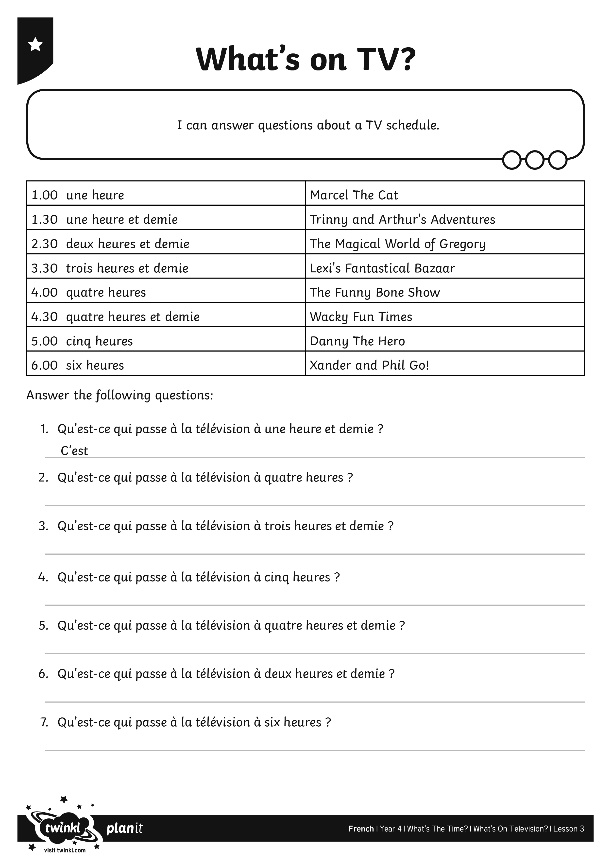 What's on TV?
I can answer questions about a TV schedule.
1.00 une heure Marcel The Cat
1.30 une heure et demie Trinny and Arthur's Adventures
2.30 deux heures et demie The Magical World of Gregory
3.30 trois heures et demie Lexi's Fantastical Bazaar
4.00 quatre heures The Funny Bone Show
4.30 quatre heures et demie Wacky Fun Times
5.00 cinq heures Danny The Hero
6.00 six heures Xander and Phil Go!
Answer the following questions:
1. Qu'est-ce qui passe à la télévision à une heure et demie ?
C'est
2. Qu'est-ce qui passe à la télévision à quatre heures ?
3. Qu'est-ce qui passe à la télévision à trois heures et demie ?
4. Qu'est-ce qui passe à la télévision à cinq heures ?
5. Qu'est-ce qui passe à la télévision à quatre heures et demie ?
6. Qu'est-ce qui passe à la télévision à deux heures et demie ?
7. Qu'est-ce qui passe à la télévision à six heures ?
twinkl planit French | Year 4 | What's The Time? | What's On Television? | Lesson 3
visit twinkl.com